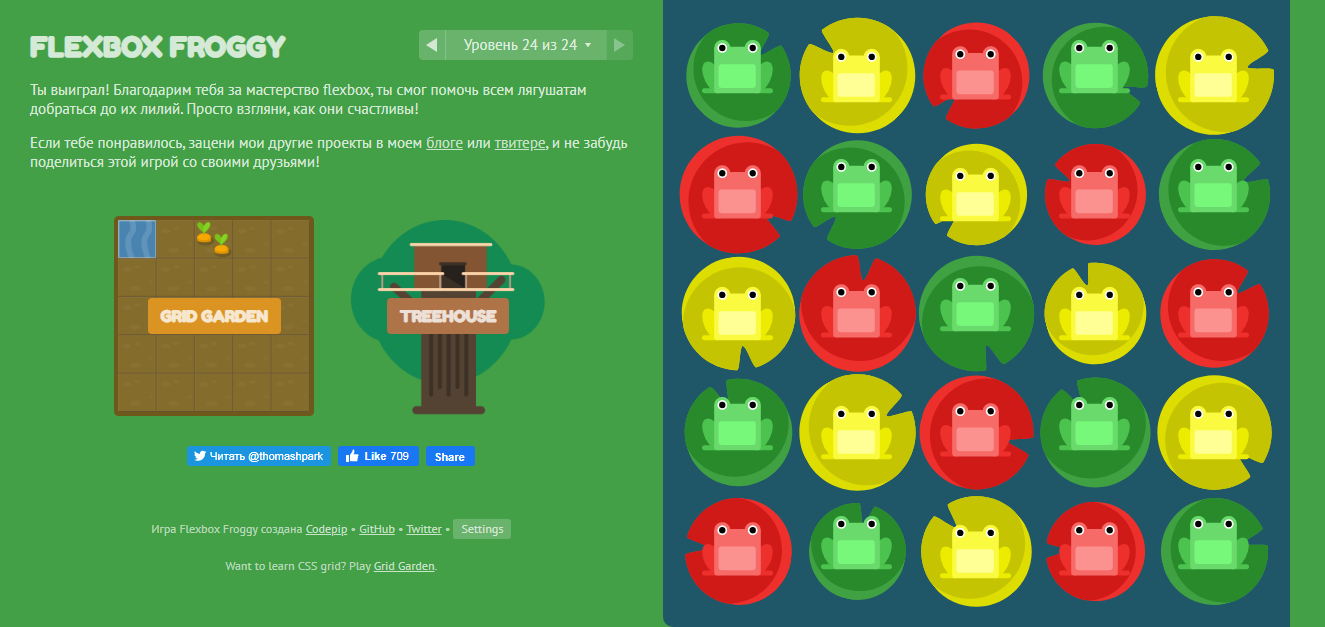 FLEXBOX FROGGY
Уровень 24 из 24
Ты выиграл! Благодарим тебя за мастерство flexbox, ты смог помочь всем лягушатам
добраться до их лилий. Просто взгляни, как они счастливы!
Если тебе понравилось, зацени мои другие проекты в моем блоге или твитере, и не забудь
поделиться этой игрой со своими друзьями!
GRID GARDEN
TREEHOUSE
Читать @thomashpark
Like 709
Share
Игра Flexbox Froggy создана Codepip • GitHub • Twitter • Settings
Want to learn CSS grid? Play Grid Garden.